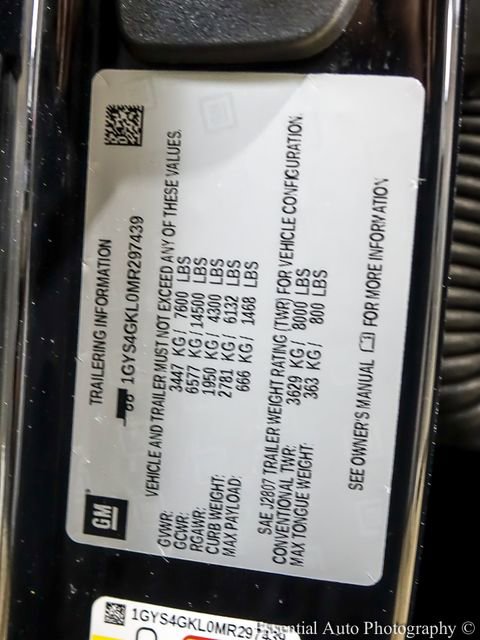 TRAILERING INFORMATION
GM
1GYS4GKL0MR297439
VEHICLE AND TRAILER MUST NOT EXCEED ANY OF THESE VALUES.
GVWR: 3447 KG / 7600 LBS
GCWR: 6577 KG / 14500 LBS
RGAWR: 1950 KG / 4300 LBS
CURB WEIGHT: 2781 KG / 6132 LBS
MAX PAYLOAD: 666 KG / 1468 LBS
SAE J2807 TRAILER WEIGHT RATING (TWR) FOR VEHICLE CONFIGURATION.
CONVENTIONAL TWR: 3629 KG / 8000 LBS
MAX TONGUE WEIGHT: 363 KG / 800 LBS
SEE OWNER'S MANUAL FOR MORE INFORMATION
1GYS4GKL0MR297439
Essential Auto Photography ©